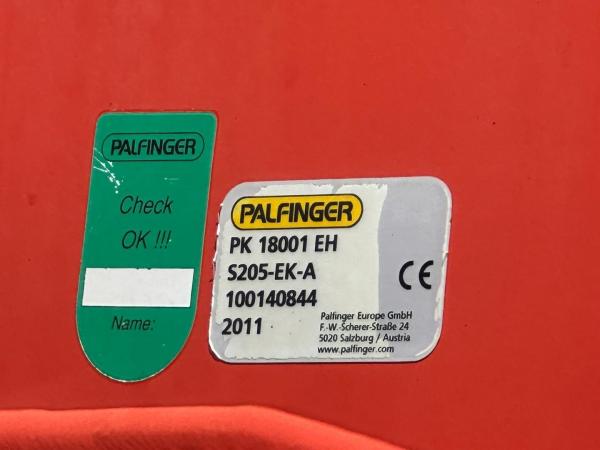 PALFINGER
Check
OK !!!
Name:
PALFINGER
PK 18001 EH
S205-EK-A
100140844
2011
CE
Palfinger Europe GmbH
F.-W.-Scherer-Straße 24
5020 Salzburg / Austria
www.palfinger.com